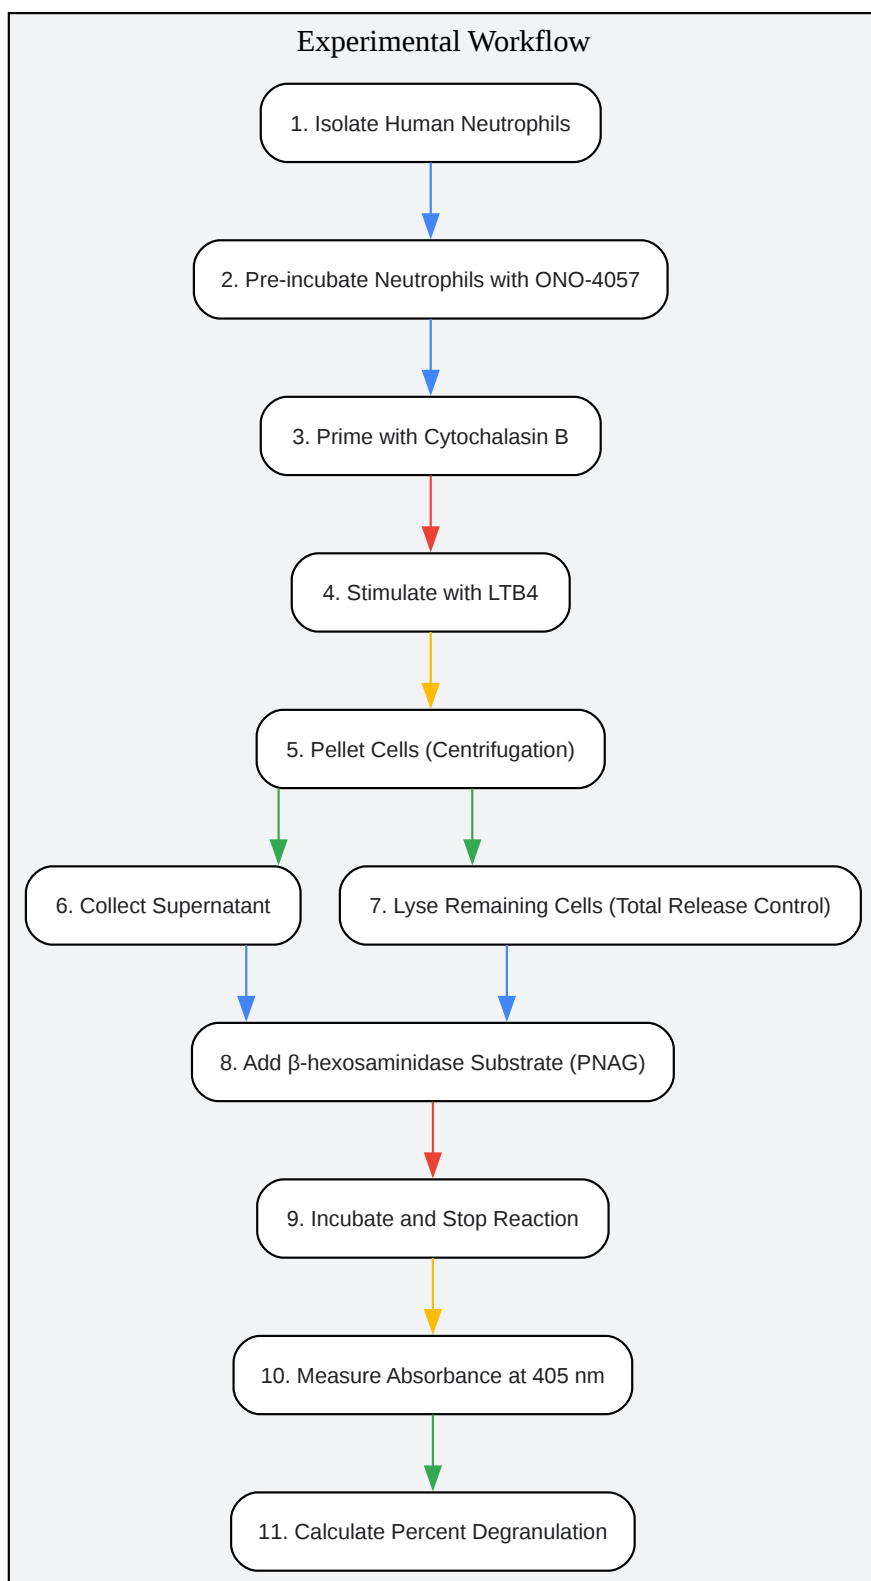 Experimental Workflow
1. Isolate Human Neutrophils
2. Pre-incubate Neutrophils with ONO-4057
3. Prime with Cytochalasin B
4. Stimulate with LTB4
5. Pellet Cells (Centrifugation)
6. Collect Supernatant
7. Lyse Remaining Cells (Total Release Control)
8. Add β-hexosaminidase Substrate (PNAG)
9. Incubate and Stop Reaction
10. Measure Absorbance at 405 nm
11. Calculate Percent Degranulation